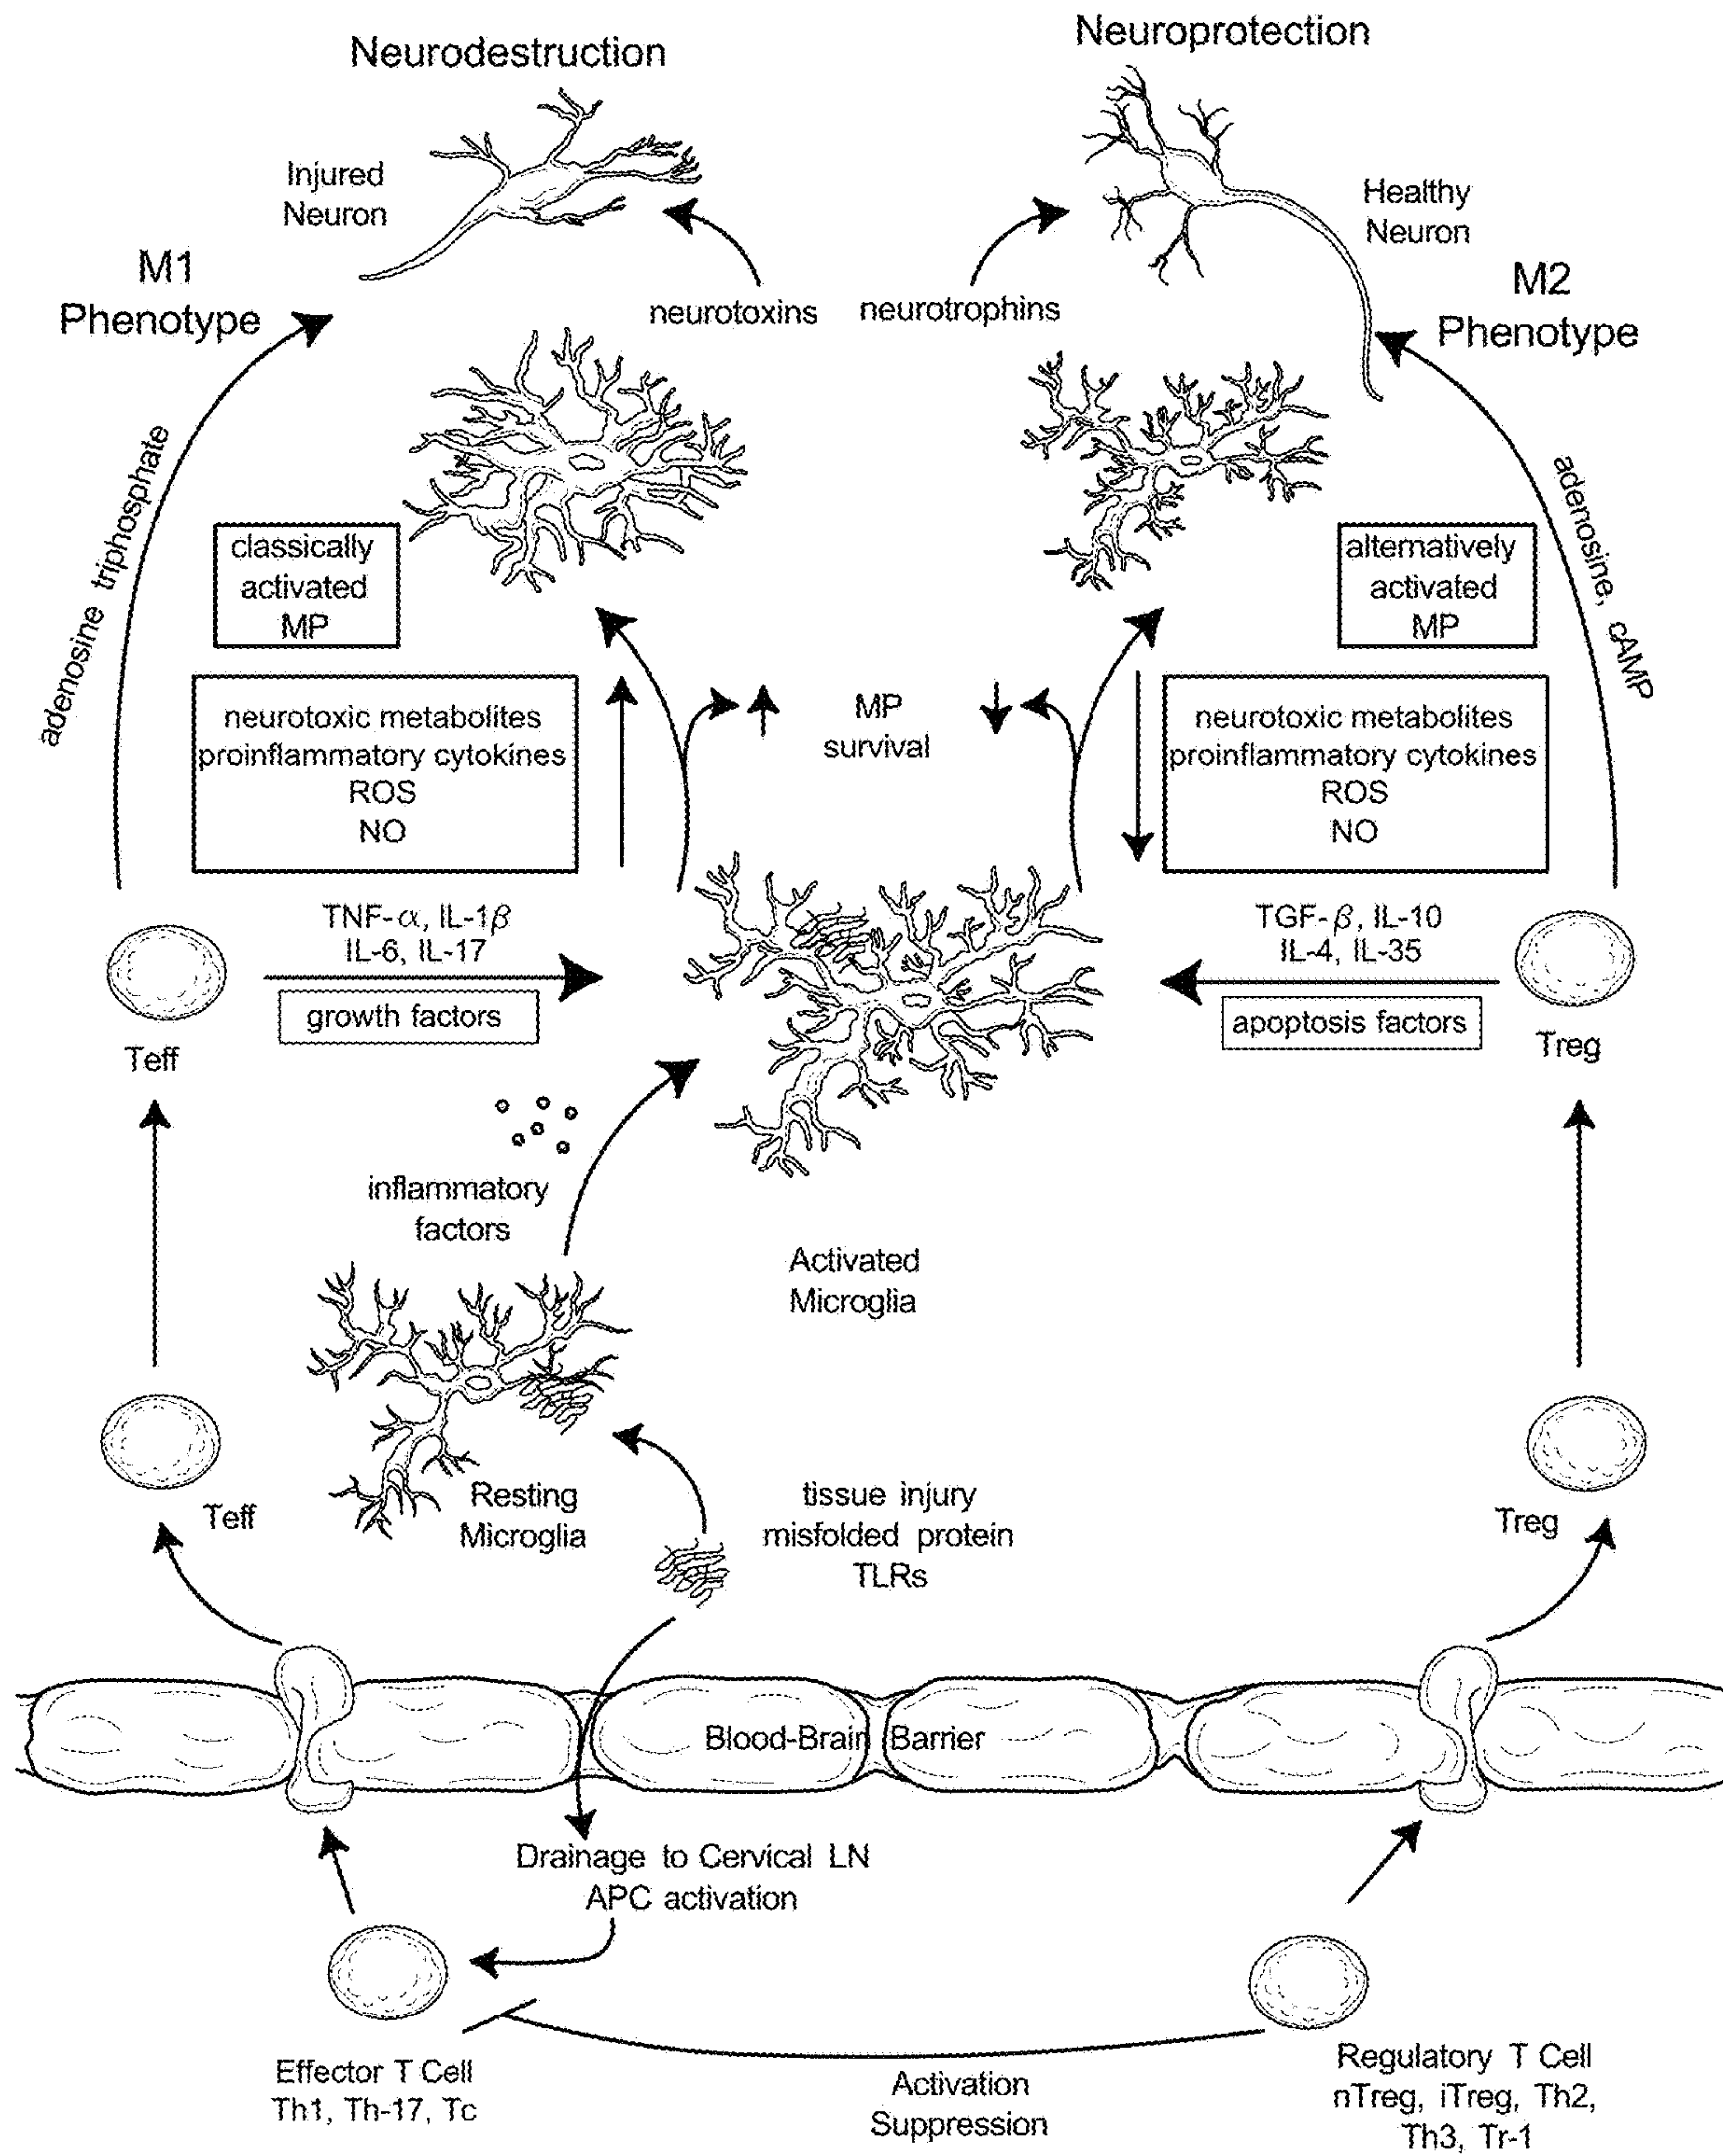 Neurodestruction
Neuroprotection
Injured
Neuron
Healthy
Neuron
M1
Phenotype
M2
Phenotype
neurotoxins
neurotrophins
adenosine triphosphate
adenosine, cAMP
classically
activated
MP
alternatively
activated
MP
neurotoxic metabolites
proinflammatory cytokines
ROS
NO
MP
survival
neurotoxic metabolites
proinflammatory cytokines
ROS
NO
TNF-α, IL-1β
IL-6, IL-17
growth factors
Teff
TGF-β, IL-10
IL-4, IL-35
apoptosis factors
Treg
inflammatory
factors
Activated
Microglia
Resting
Microglia
tissue injury
misfolded protein
TLRs
Teff
Treg
Blood-Brain Barrier
Drainage to Cervical LN
APC activation
Effector T Cell
Th1, Th-17, Tc
Activation
Suppression
Regulatory T Cell
nTreg, iTreg, Th2,
Th3, Tr-1